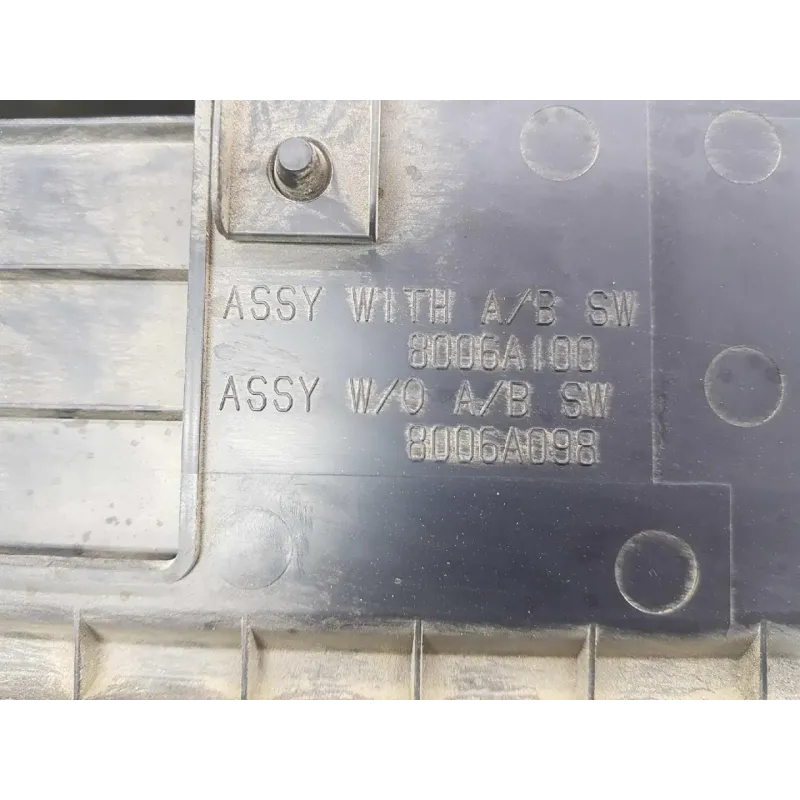 ASSY WITH A/B SW
8006A100
ASSY W/O A/B SW
8006A098